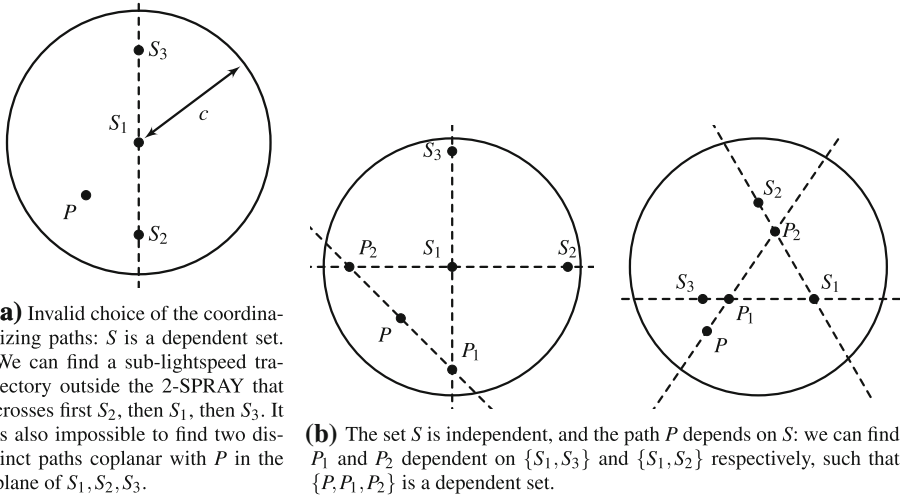 S3
S1
c
P
S2
a) Invalid choice of the coordina-
izing paths: S is a dependent set.
We can find a sub-lightspeed tra-
ectory outside the 2-SPRAY that
crosses first S2, then S1, then S3. It
s also impossible to find two dis-
inct paths coplanar with P in the
plane of S1,S2,S3.
S3
P2
S1
S2
P
P1
S2
P2
S3
S1
P1
P
(b) The set S is independent, and the path P depends on S: we can find
P1 and P2 dependent on {S1,S3} and {S1,S2} respectively, such that
{P,P1,P2} is a dependent set.